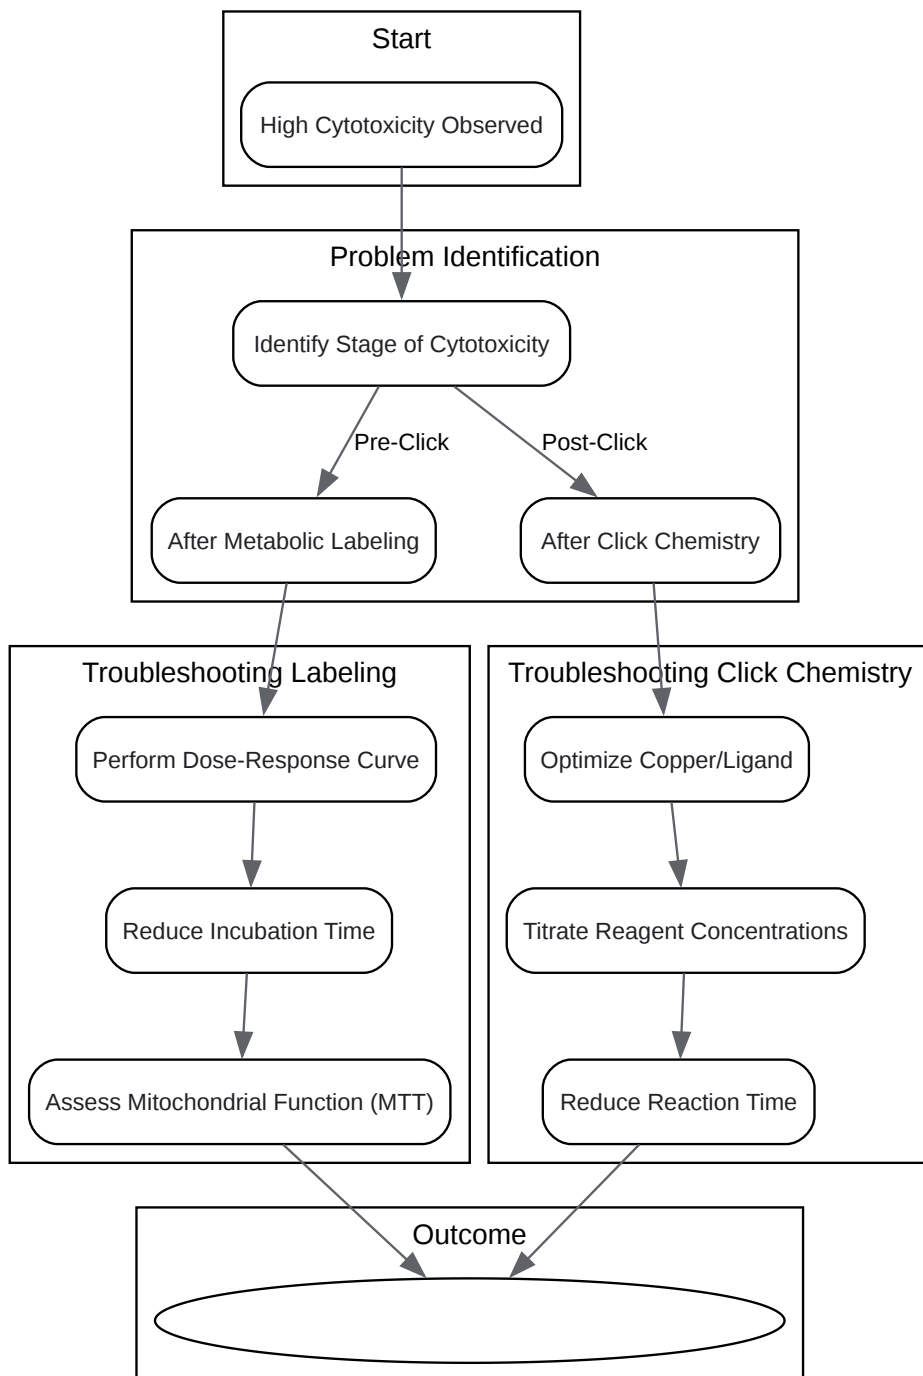 Start
High Cytotoxicity Observed
Problem Identification
Identify Stage of Cytotoxicity
Pre-Click
Post-Click
After Metabolic Labeling
After Click Chemistry
Troubleshooting Labeling
Troubleshooting Click Chemistry
Perform Dose-Response Curve
Optimize Copper/Ligand
Reduce Incubation Time
Titrate Reagent Concentrations
Assess Mitochondrial Function (MTT)
Reduce Reaction Time
Outcome